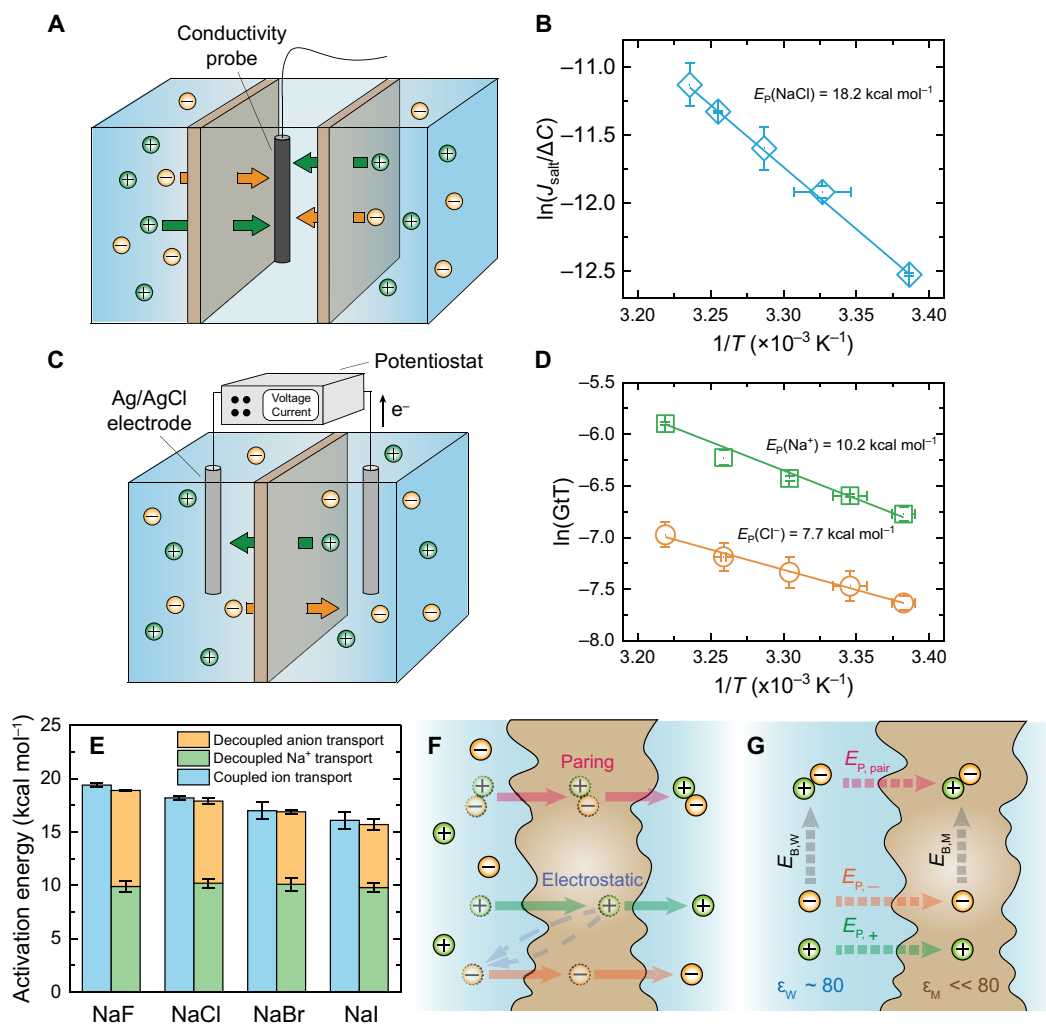 A
Conductivity
probe
B
−11.0
−11.5
−12.0
−12.5
ln(J_salt/ΔC)
E_P(NaCl) = 18.2 kcal mol⁻¹
3.20 3.25 3.30 3.35 3.40
1/T (×10⁻³ K⁻¹)
C
Potentiostat
Ag/AgCl
electrode
Voltage
Current
e⁻
D
−5.5
−6.0
−6.5
−7.0
−7.5
−8.0
ln(GtT)
E_P(Na⁺) = 10.2 kcal mol⁻¹
E_P(Cl⁻) = 7.7 kcal mol⁻¹
3.20 3.25 3.30 3.35 3.40
1/T (x10⁻³ K⁻¹)
E
Activation energy (kcal mol⁻¹)
25
20
15
10
5
0
Decoupled anion transport
Decoupled Na⁺ transport
Coupled ion transport
NaF NaCl NaBr NaI
F
Paring
Electrostatic
G
E_P, pair
E_B,W
E_B,M
E_P, −
E_P, +
ε_W ~ 80
ε_M << 80